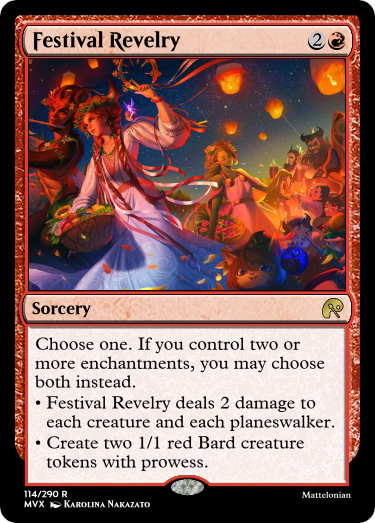 Festival Revelry 2
Sorcery
Choose one. If you control two or
more enchantments, you may choose
both instead.
• Festival Revelry deals 2 damage to
each creature and each planeswalker.
• Create two 1/1 red Bard creature
tokens with prowess.
114/290 R
MVX Karolina Nakazato Mattelonian